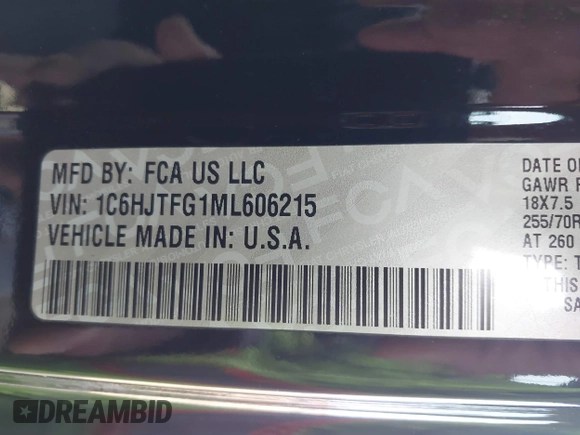 MFD BY: FCA US LLC
VIN: 1C6HJTFG1ML606215
VEHICLE MADE IN: U.S.A.
DATE O
GAWR
18X7.5
255/70R
AT 260
TYPE: T
THIS
SA
DREAMBID